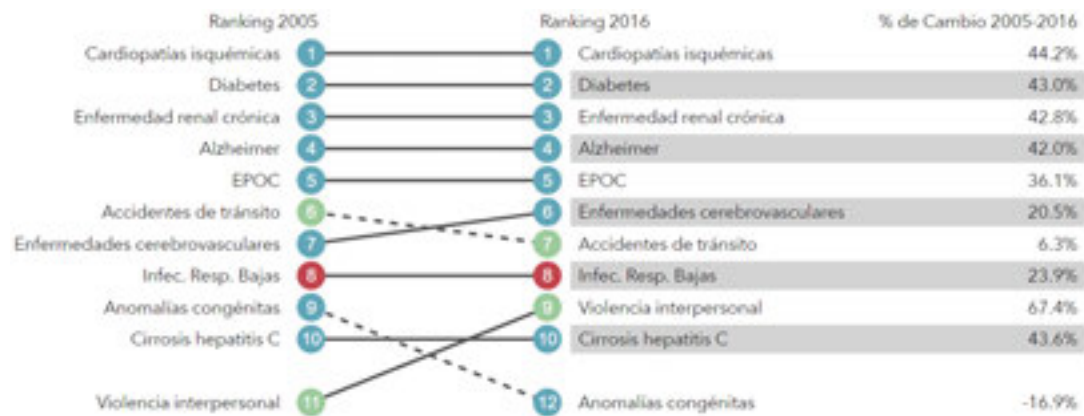 Ranking 2005 Ranking 2016 % de Cambio 2005-2016
Cardiopatías isquémicas 1 1 Cardiopatías isquémicas 44.2%
Diabetes 2 2 Diabetes 43.0%
Enfermedad renal crónica 3 3 Enfermedad renal crónica 42.8%
Alzheimer 4 4 Alzheimer 42.0%
EPOC 5 5 EPOC 36.1%
Accidentes de tránsito 6 6 Enfermedades cerebrovasculares 20.5%
Enfermedades cerebrovasculares 7 7 Accidentes de tránsito 6.3%
Infec. Resp. Bajas 8 8 Infec. Resp. Bajas 23.9%
Anomalías congénitas 9 9 Violencia interpersonal 67.4%
Cirrosis hepatitis C 10 10 Cirrosis hepatitis C 43.6%
Violencia interpersonal 11 12 Anomalías congénitas -16.9%